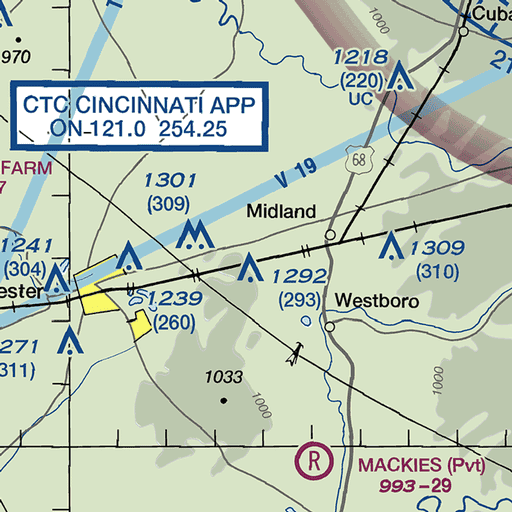 Cuba
970
1000
1218
(220)
UC
21
CTC CINCINNATI APP
ON 121.0 254.25
68
FARM
7
1301
(309)
V 19
Midland
1241
(304)
1309
(310)
ester
1239
(260)
1292
(293)
Westboro
271
311)
1033
1000
1000
R
MACKIES (Pvt)
993 - 29